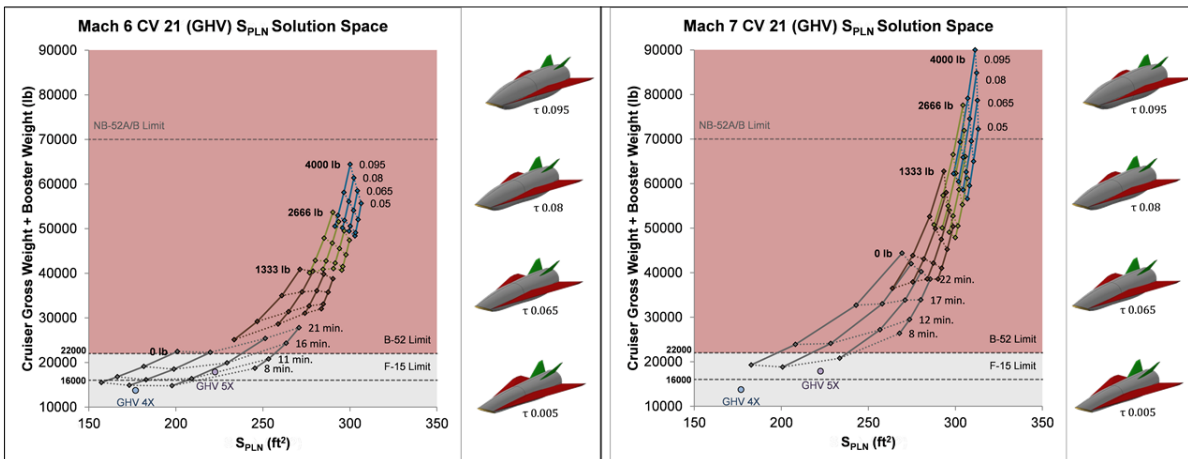 Mach 6 CV 21 (GHV) S_PLN Solution Space
Cruiser Gross Weight + Booster Weight (lb)
90000
80000
70000
60000
50000
40000
30000
22000
20000
16000
10000
NB-52A/B Limit
4000 lb
0.095
0.08
0.065
0.05
2666 lb
1333 lb
0 lb
21 min.
16 min.
11 min.
8 min.
B-52 Limit
F-15 Limit
GHV 5X
GHV 4X
150 200 250 300 350
S_PLN (ft²)
τ 0.095
τ 0.08
τ 0.065
τ 0.005
Mach 7 CV 21 (GHV) S_PLN Solution Space
Cruiser Gross Weight + Booster Weight (lb)
90000
80000
70000
60000
50000
40000
30000
22000
20000
16000
10000
4000 lb
0.095
0.08
0.065
0.05
2666 lb
NB-52A/B Limit
1333 lb
0 lb
22 min.
17 min.
12 min.
8 min.
B-52 Limit
F-15 Limit
GHV 5X
GHV 4X
150 200 250 300 350
S_PLN (ft²)
τ 0.095
τ 0.08
τ 0.065
τ 0.005